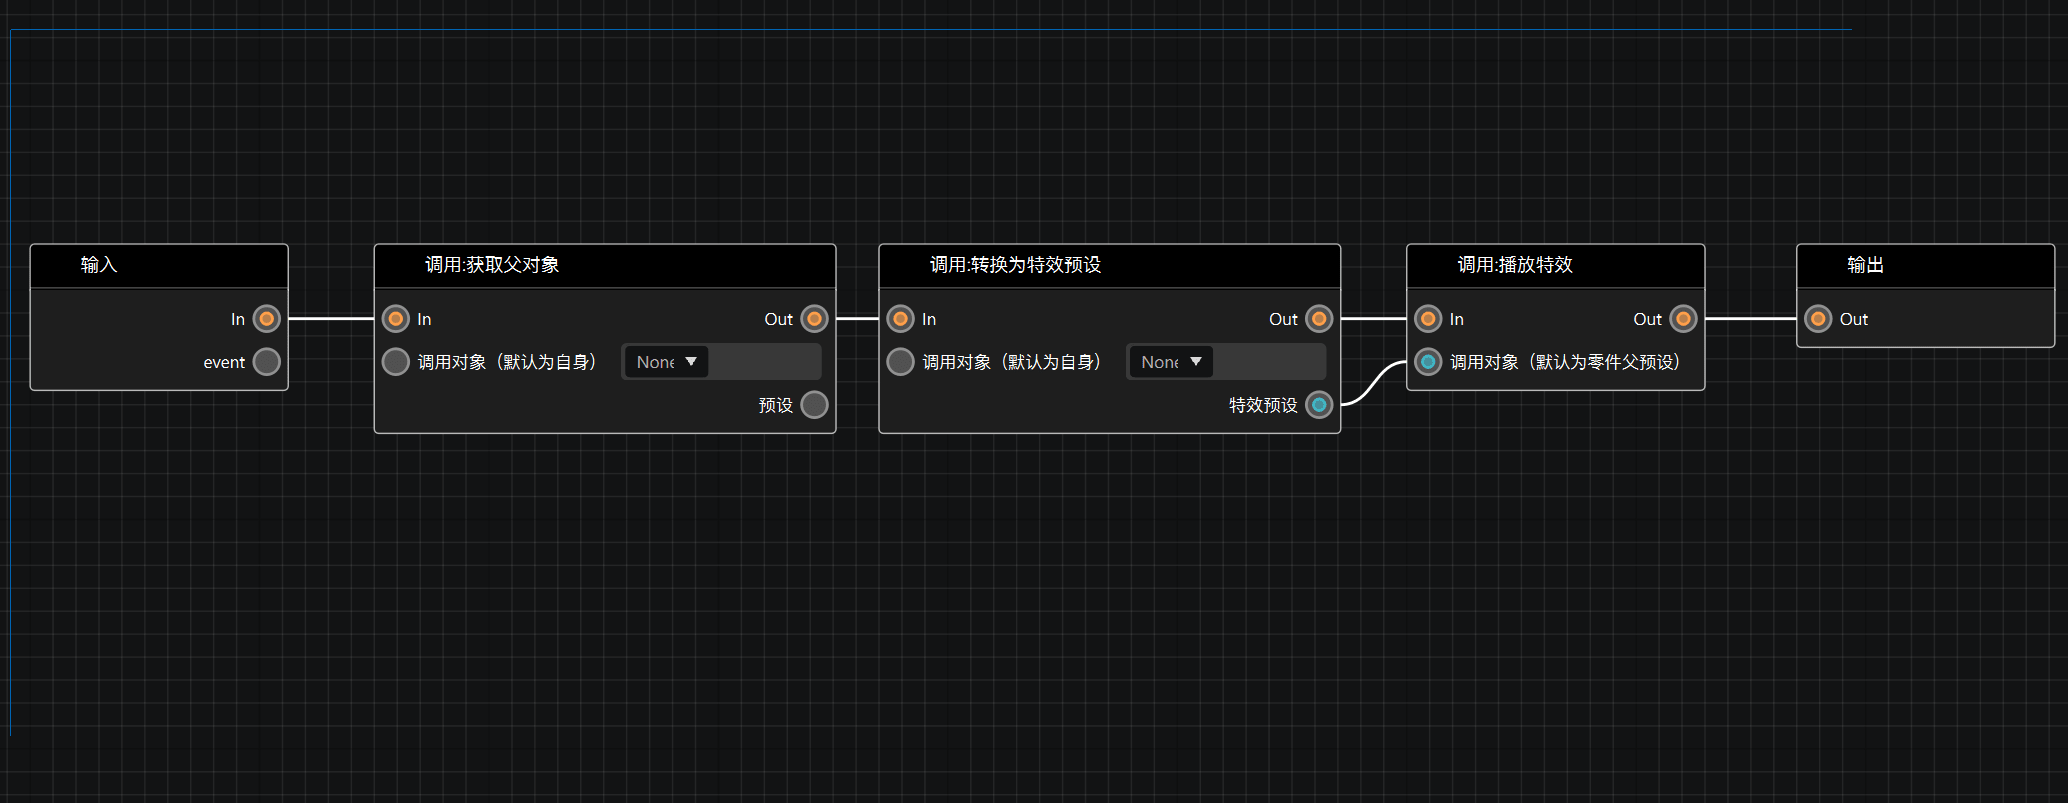 输入
In
event
调用:获取父对象
In
Out
调用对象（默认为自身）
None
预设
调用:转换为特效预设
In
Out
调用对象（默认为自身）
None
特效预设
调用:播放特效
In
Out
调用对象（默认为零件父预设）
输出
Out